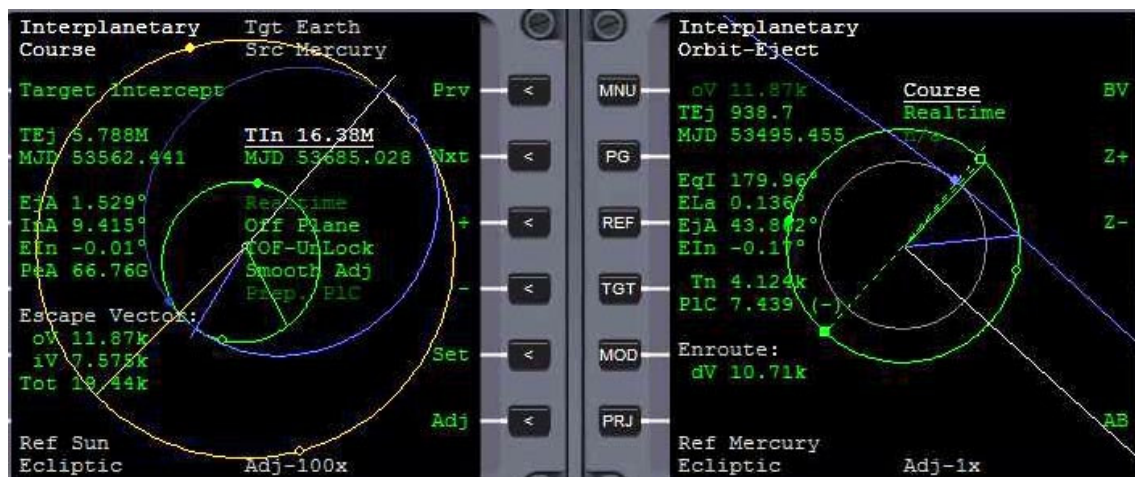 Interplanetary Tgt Earth
Course Src Mercury
Target Intercept Prv
TEj 5.788M TIn 16.38M
MJD 53562.441 MJD 53685.028 Nxt
EjA 1.529° Realtime
InA 9.415° Off Plane +
EIn -0.01° TOF-UnLock
PeA 66.76G Smooth Adj -
Prep. PlC
Escape Vector:
oV 11.87k Set
iV 7.575k
Tot 19.44k
Adj
Ref Sun
Ecliptic Adj-100x
< MNU
< PG
< REF
< TGT
< MOD
< PRJ
Interplanetary
Orbit-Eject
oV 11.87k Course BV
TEj 938.7 Realtime
MJD 53495.455 n/a
Z+
EqI 179.96°
ELa 0.136°
EjA 43.862°
EIn -0.17° Z-
Tn 4.124k
PlC 7.439 (-)
Enroute:
dV 10.71k
AB
Ref Mercury
Ecliptic Adj-1x